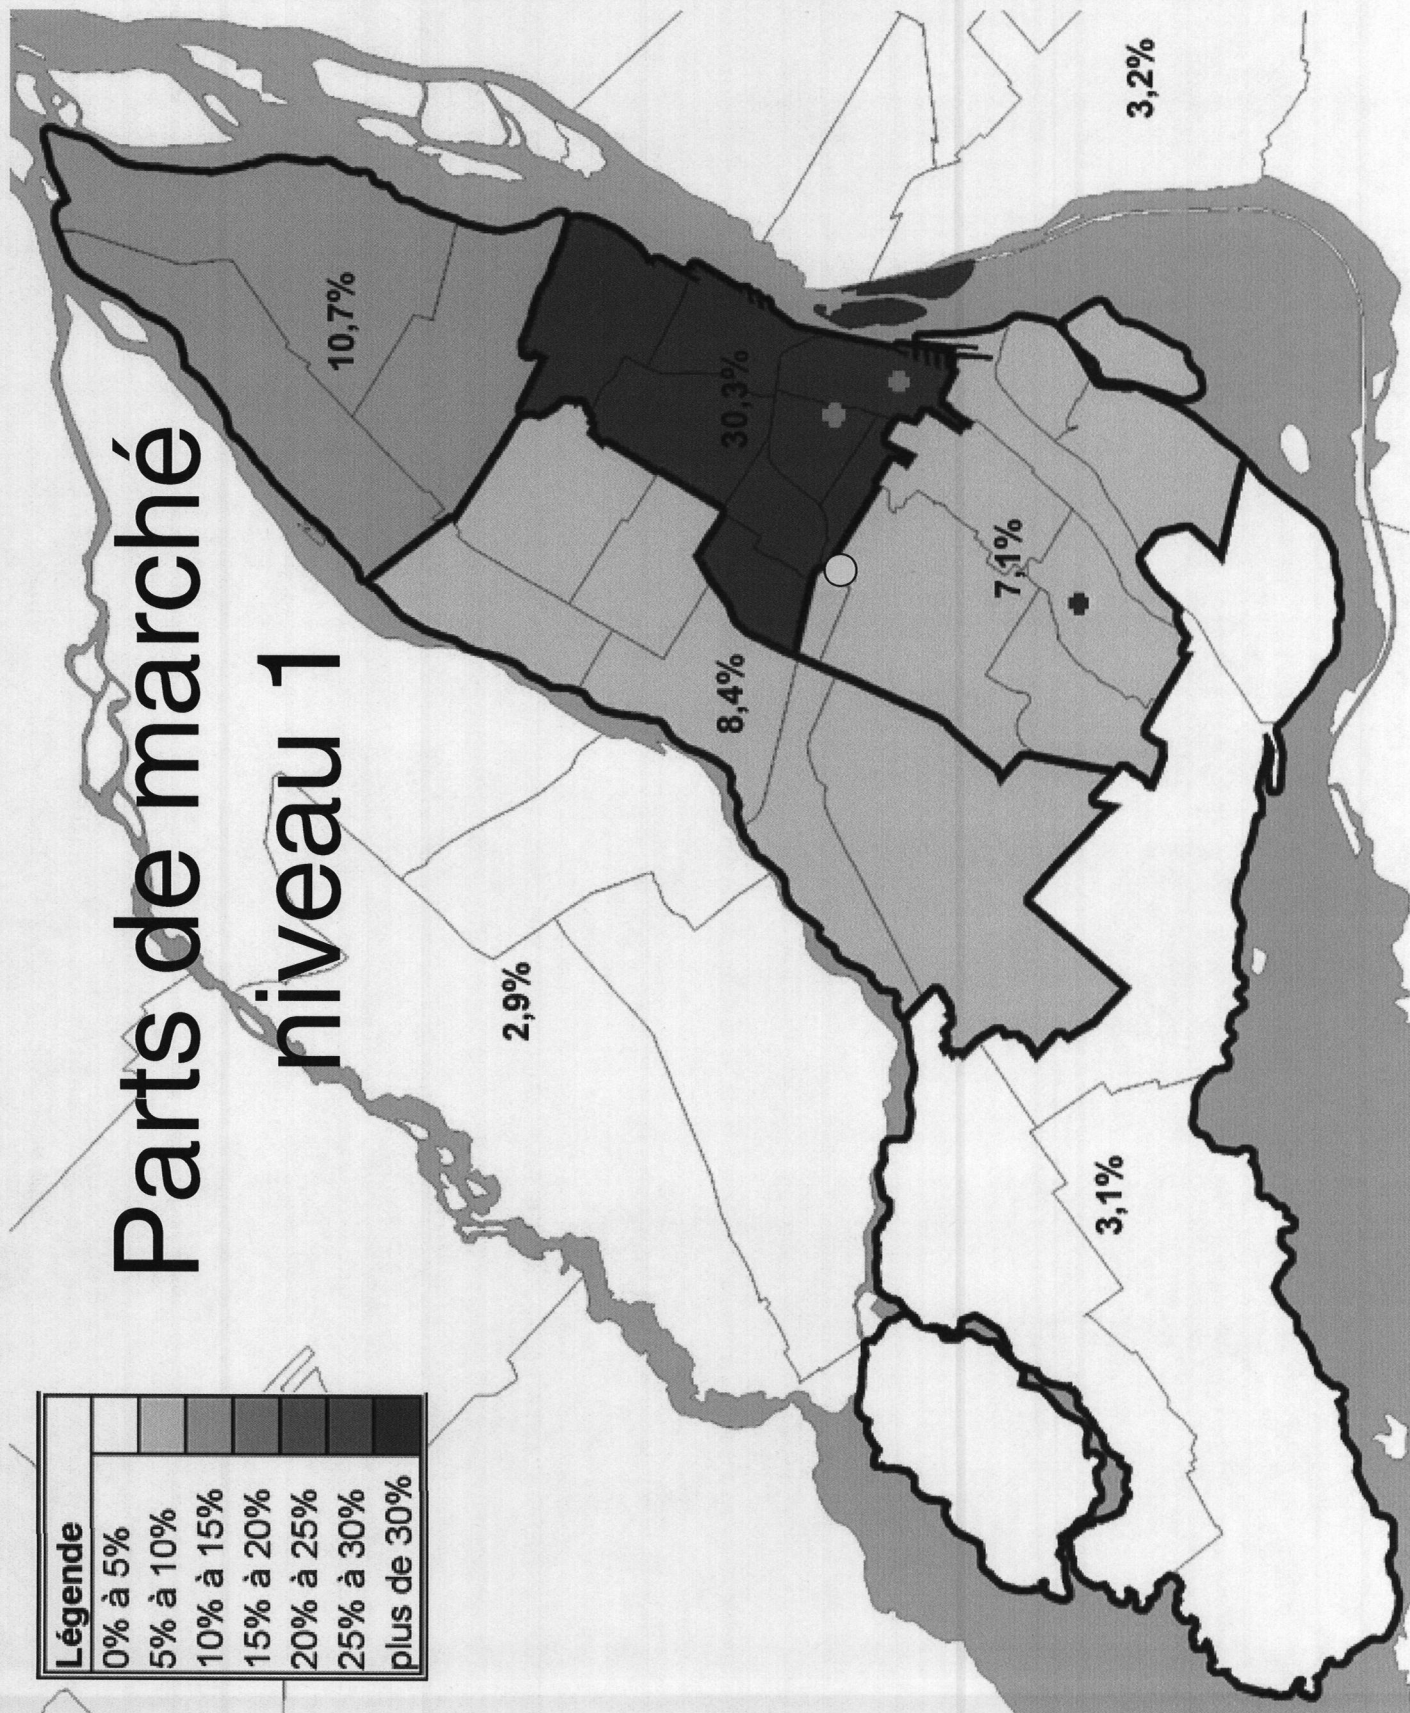 Parts de marché
niveau 1
Légende
0% à 5%
5% à 10%
10% à 15%
15% à 20%
20% à 25%
25% à 30%
plus de 30%
10,7%
30,3%
8,4%
7,1%
2,9%
3,1%
3,2%